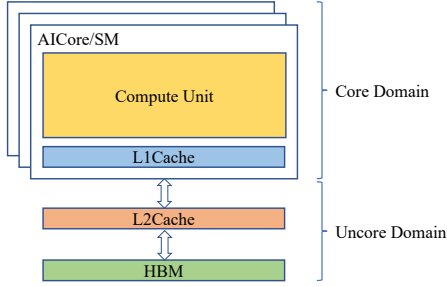 AICore/SM
Compute Unit
Core Domain
L1Cache
L2Cache
Uncore Domain
HBM